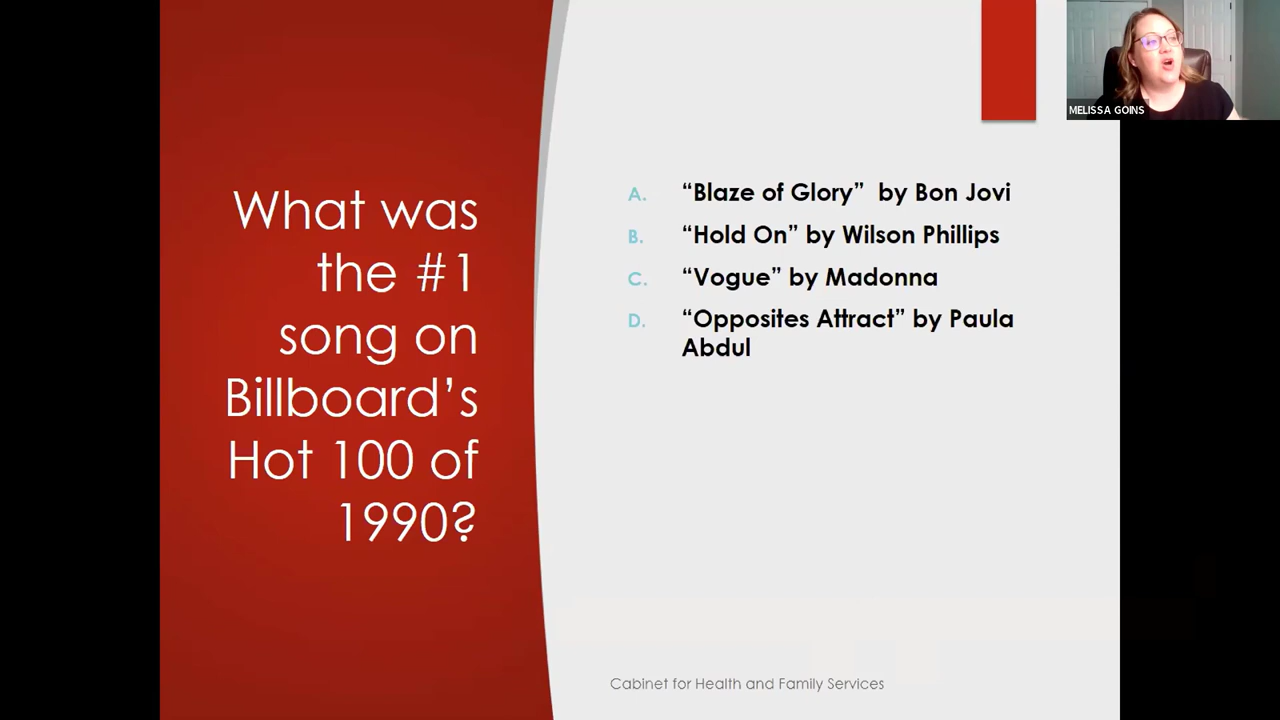 What was
the #1
song on
Billboard’s
Hot 100 of
1990?
A. “Blaze of Glory”  by Bon Jovi
B. “Hold On” by Wilson Phillips
C. “Vogue” by Madonna
D. “Opposites Attract” by Paula
Abdul
Cabinet for Health and Family Services
MELISSA GOINS